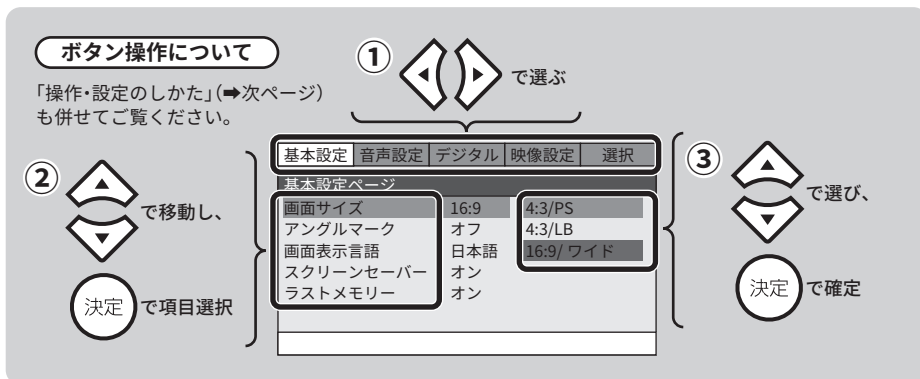 ボタン操作について
「操作・設定のしかた」(➡次ページ)
も併せてご覧ください。
① で選ぶ
基本設定 音声設定 デジタル 映像設定 選択
基本設定ページ
画面サイズ 16:9 4:3/PS
アングルマーク オフ 4:3/LB
画面表示言語 日本語 16:9/ ワイド
スクリーンセーバー オン
ラストメモリー オン
② で移動し、
決定 で項目選択
③ で選び、
決定 で確定